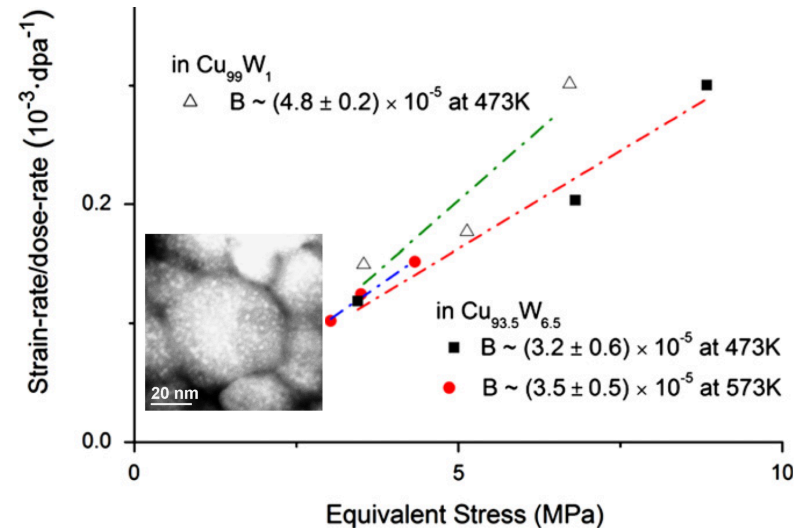 in Cu₉₉W₁
△ B ~ (4.8 ± 0.2) × 10⁻⁵ at 473K
Strain-rate/dose-rate (10⁻³·dpa⁻¹)
0.2
0.0
20 nm
in Cu₉₃.₅W₆.₅
■ B ~ (3.2 ± 0.6) × 10⁻⁵ at 473K
● B ~ (3.5 ± 0.5) × 10⁻⁵ at 573K
0 5 10
Equivalent Stress (MPa)